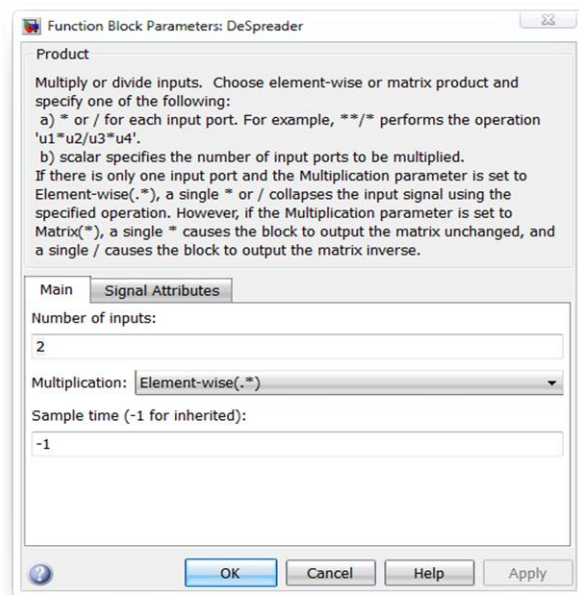 Function Block Parameters: DeSpreader
Product
Multiply or divide inputs. Choose element-wise or matrix product and
specify one of the following:
a) * or / for each input port. For example, **/* performs the operation
'u1*u2/u3*u4'.
b) scalar specifies the number of input ports to be multiplied.
If there is only one input port and the Multiplication parameter is set to
Element-wise(.*), a single * or / collapses the input signal using the
specified operation. However, if the Multiplication parameter is set to
Matrix(*), a single * causes the block to output the matrix unchanged, and
a single / causes the block to output the matrix inverse.
Main Signal Attributes
Number of inputs:
2
Multiplication: Element-wise(.*)
Sample time (-1 for inherited):
-1
OK Cancel Help Apply